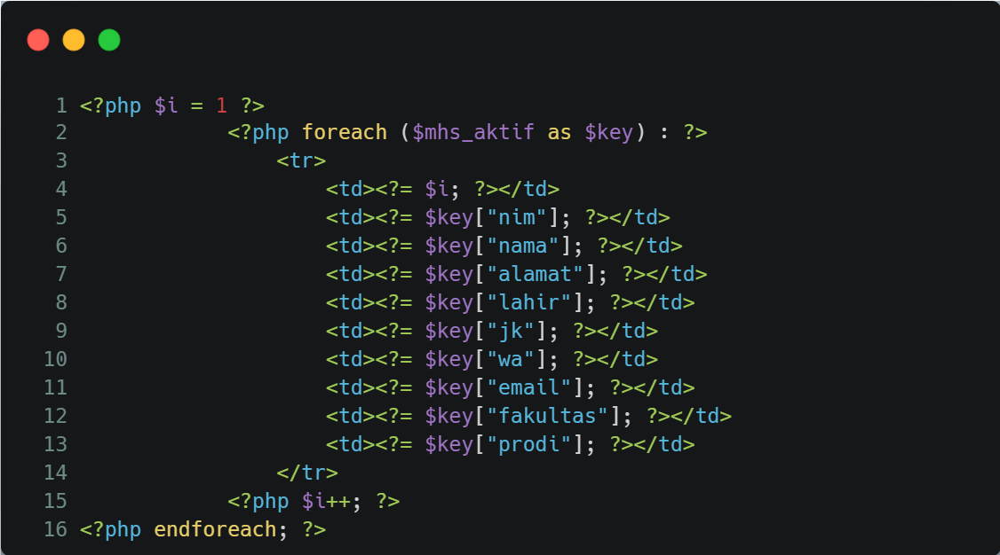 1 <?php $i = 1 ?>
2             <?php foreach ($mhs_aktif as $key) : ?>
3                 <tr>
4                     <td><?= $i; ?></td>
5                     <td><?= $key["nim"]; ?></td>
6                     <td><?= $key["nama"]; ?></td>
7                     <td><?= $key["alamat"]; ?></td>
8                     <td><?= $key["lahir"]; ?></td>
9                     <td><?= $key["jk"]; ?></td>
10                     <td><?= $key["wa"]; ?></td>
11                     <td><?= $key["email"]; ?></td>
12                     <td><?= $key["fakultas"]; ?></td>
13                     <td><?= $key["prodi"]; ?></td>
14                 </tr>
15             <?php $i++; ?>
16 <?php endforeach; ?>